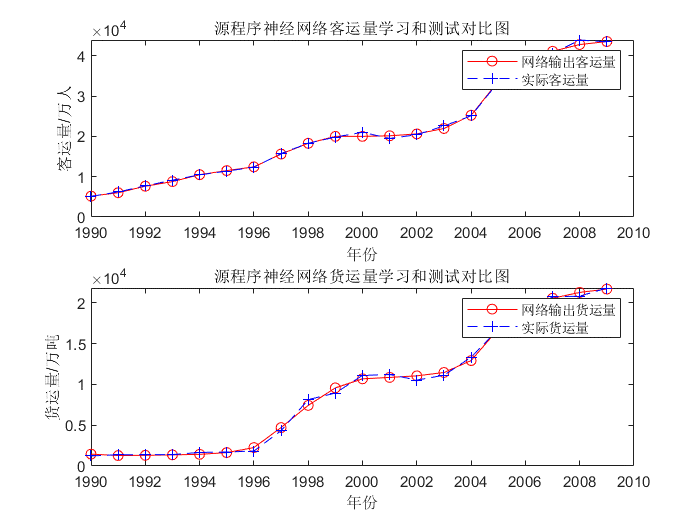 源程序神经网络客运量学习和测试对比图
×10⁴
4
3
2
1
0
客运量/万人
网络输出客运量
实际客运量
1990 1992 1994 1996 1998 2000 2002 2004 2006 2008 2010
年份
源程序神经网络货运量学习和测试对比图
×10⁴
2
1.5
1
0.5
0
货运量/万吨
网络输出货运量
实际货运量
1990 1992 1994 1996 1998 2000 2002 2004 2006 2008 2010
年份